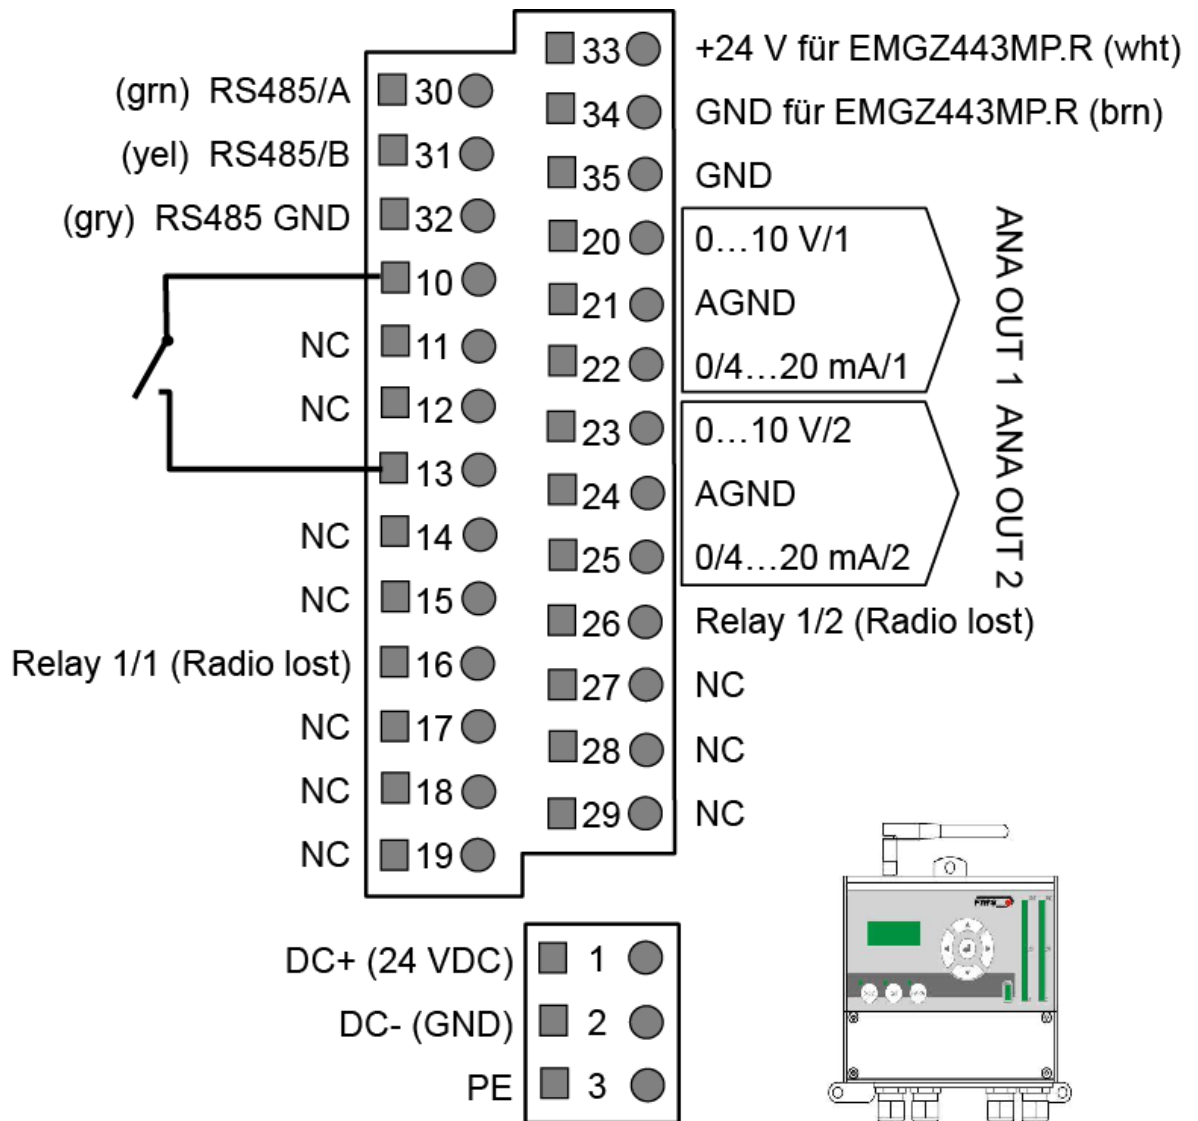 (grn) RS485/A 30
(yel) RS485/B 31
(gry) RS485 GND 32
10
NC 11
NC 12
13
NC 14
NC 15
Relay 1/1 (Radio lost) 16
NC 17
NC 18
NC 19
33 +24 V für EMGZ443MP.R (wht)
34 GND für EMGZ443MP.R (brn)
35 GND
20 0...10 V/1
21 AGND
22 0/4...20 mA/1
ANA OUT 1
23 0...10 V/2
24 AGND
25 0/4...20 mA/2
ANA OUT 2
26 Relay 1/2 (Radio lost)
27 NC
28 NC
29 NC
DC+ (24 VDC) 1
DC- (GND) 2
PE 3